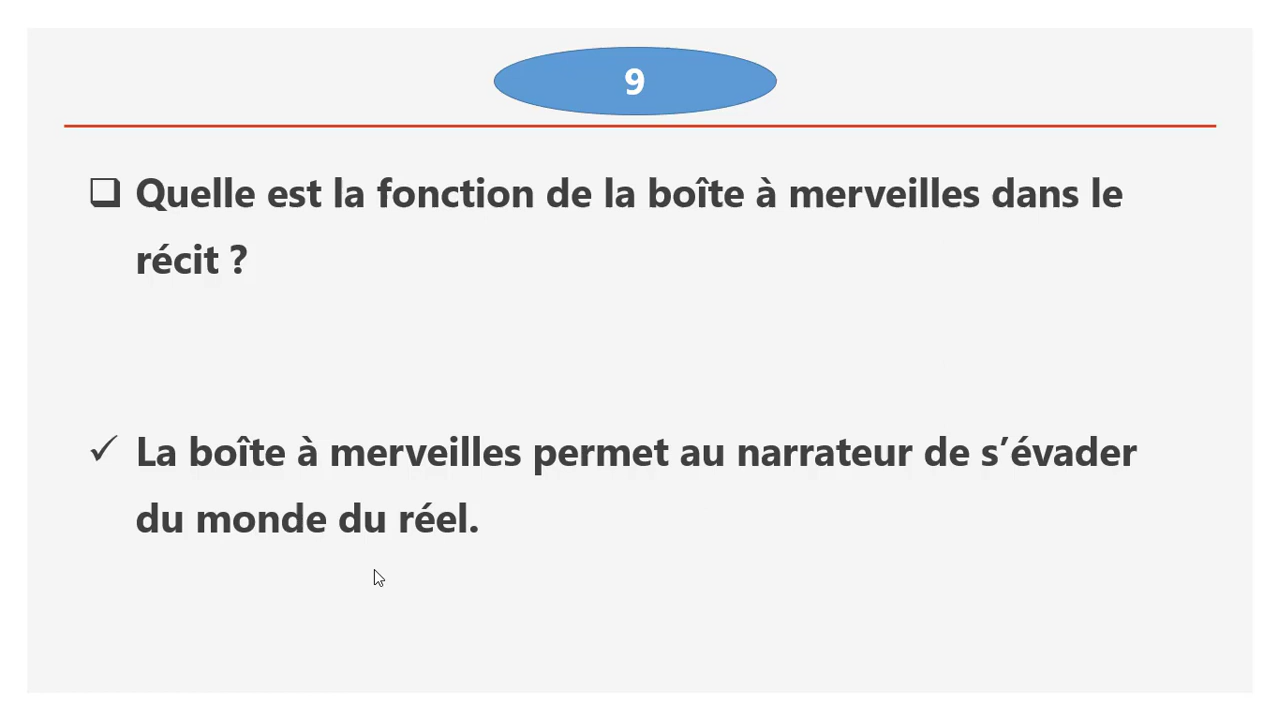 9
Quelle est la fonction de la boîte à merveilles dans le
récit ?
La boîte à merveilles permet au narrateur de s’évader
du monde du réel.